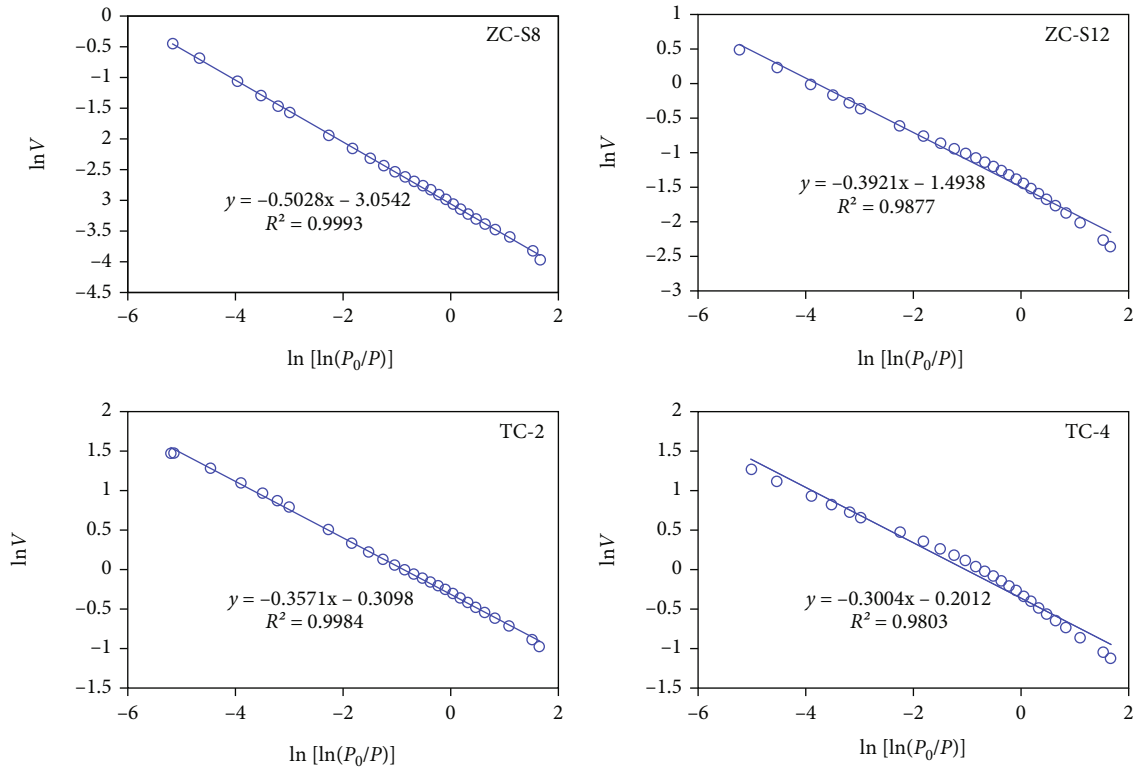 ZC-S8
0
−0.5
−1
−1.5
2
−2.5
3
−3.5
−4
−4.5
ln V
y = −0.5028x − 3.0542
R² = 0.9993
−6
−4
−2
0
2
ln [ln(P₀/P)]
ZC-S12
1
0.5
0
−0.5
−1
−1.5
−2
−2.5
−3
ln V
y = −0.3921x − 1.4938
R² = 0.9877
−6
−4
−2
0
2
ln [ln(P₀/P)]
TC-2
2
1.5
1
0.5
0
−0.5
−1
−1.5
ln V
y = −0.3571x − 0.3098
R² = 0.9984
−6
−4
−2
0
2
ln [ln(P₀/P)]
TC-4
2
1.5
1
0.5
0
−0.5
−1
−1.5
ln V
y = −0.3004x − 0.2012
R² = 0.9803
−6
−4
−2
0
2
ln [ln(P₀/P)]